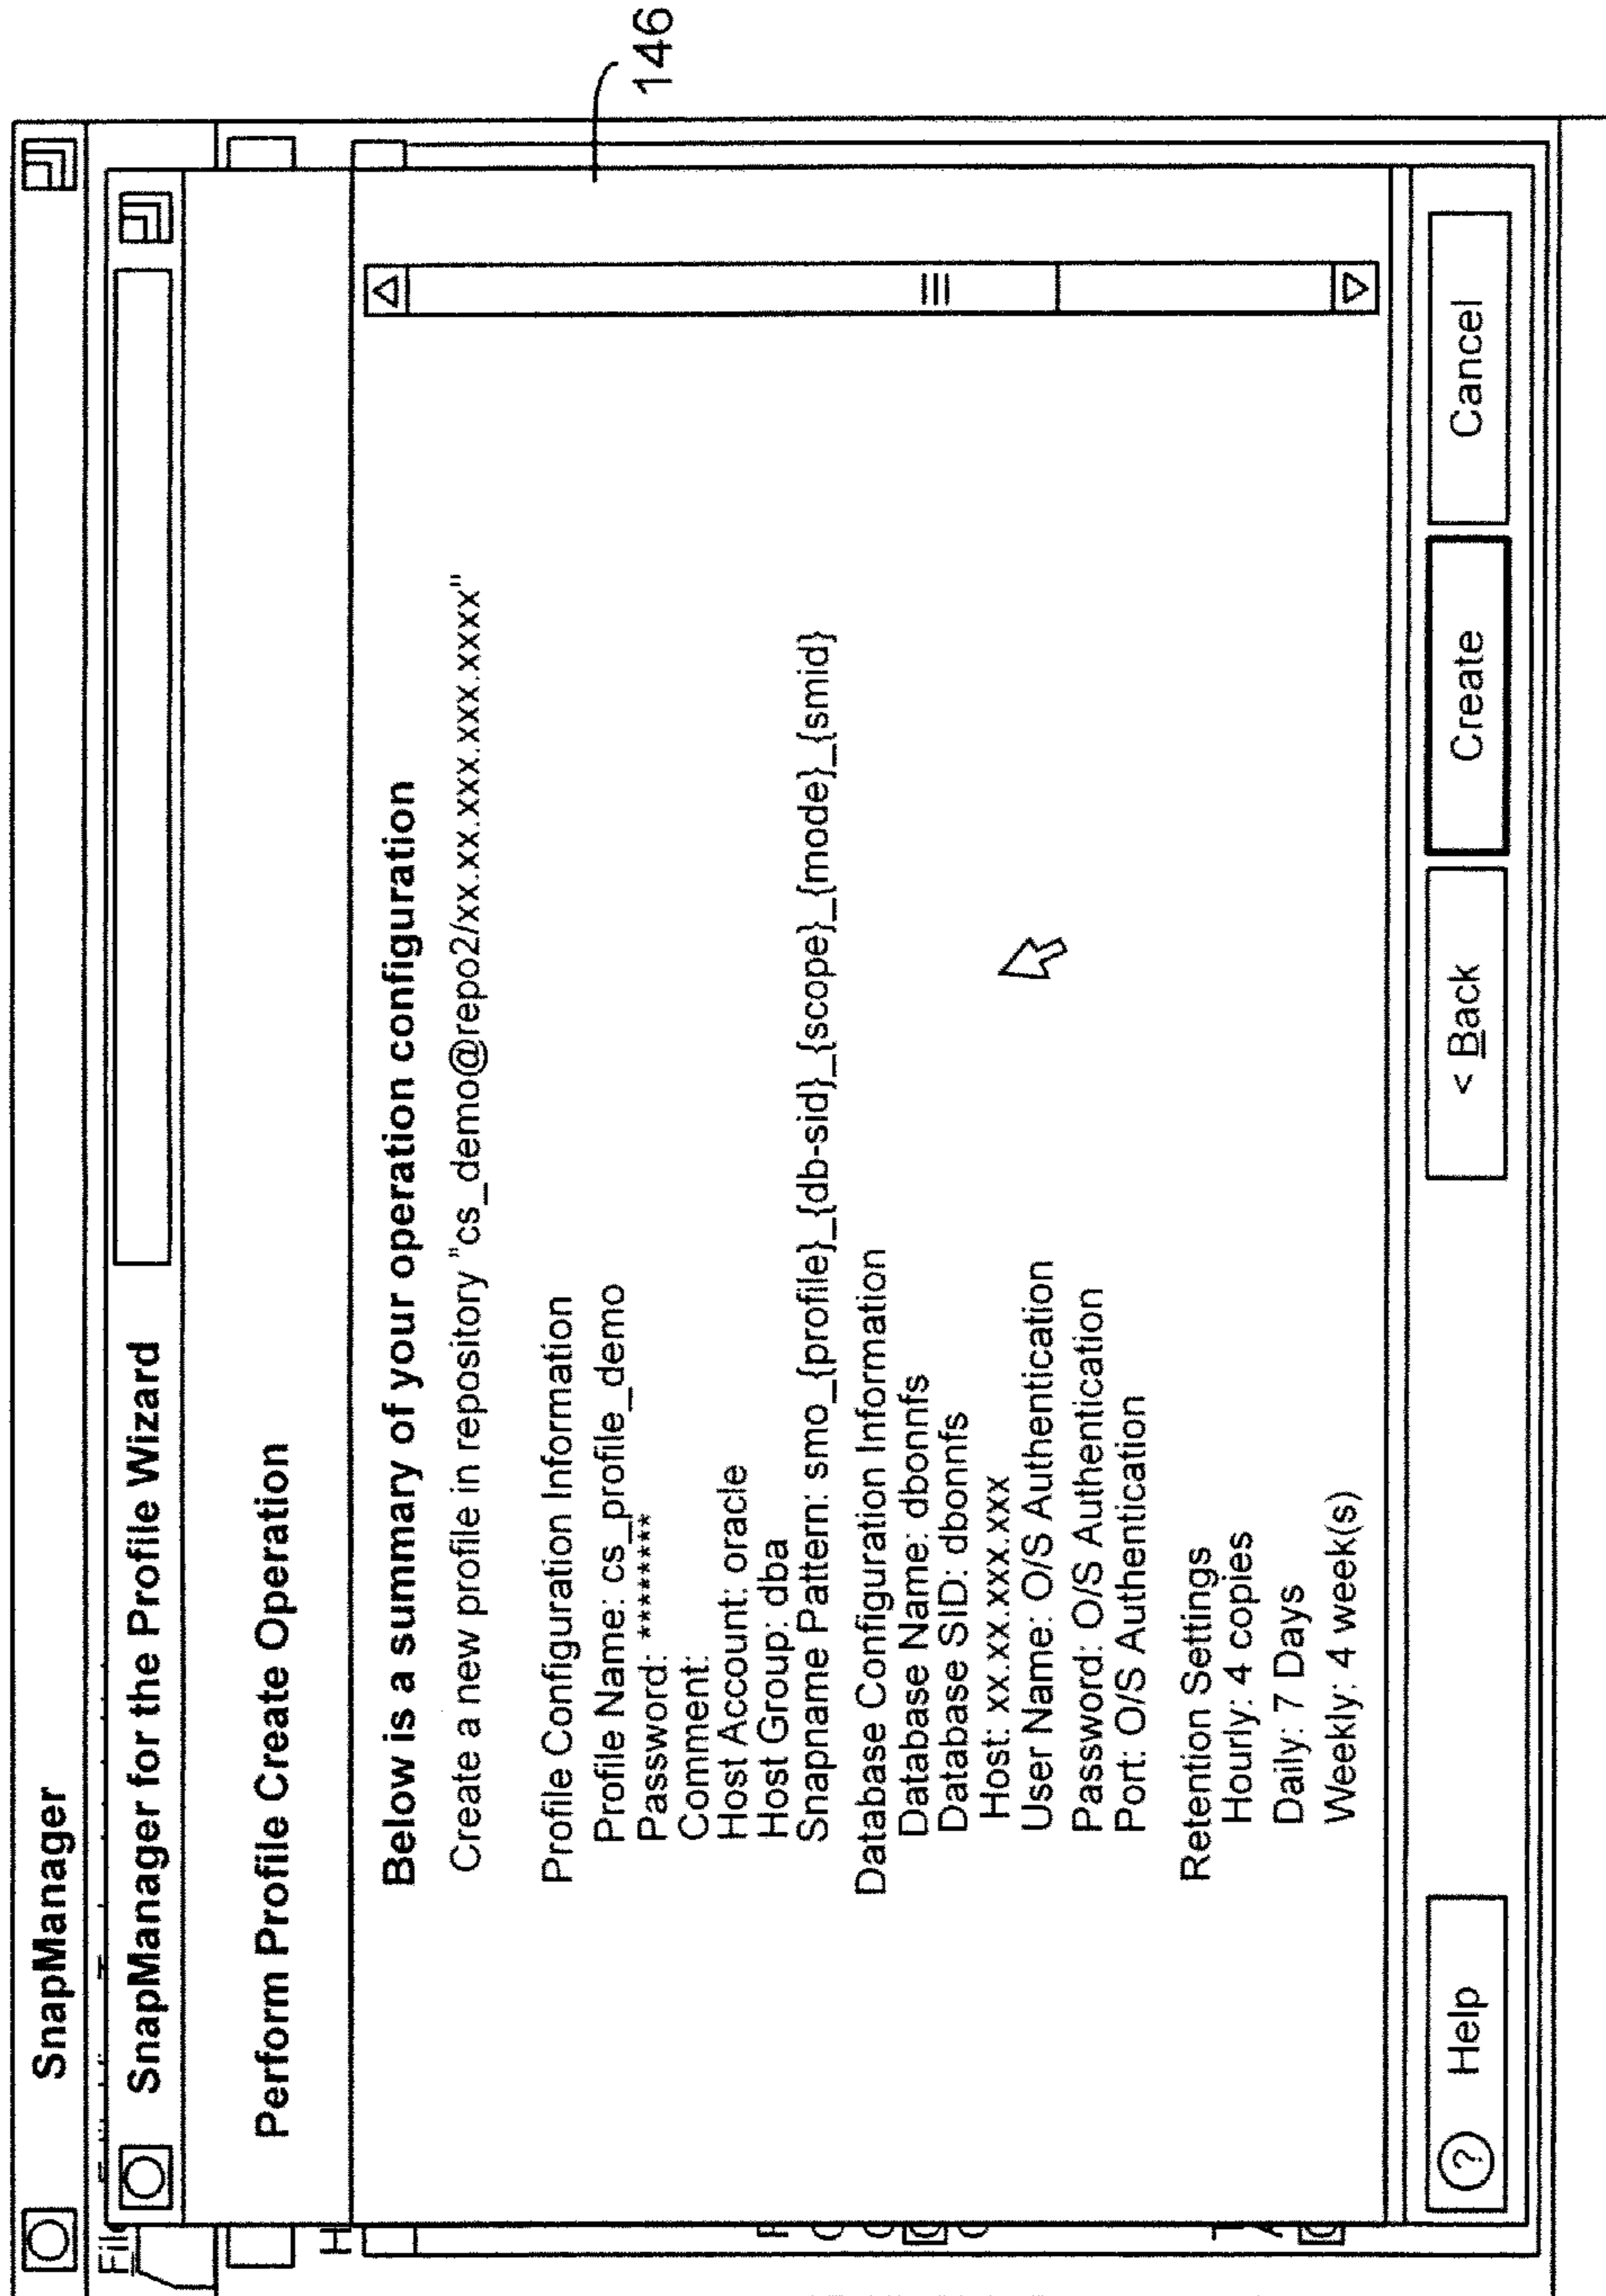 SnapManager
SnapManager for the Profile Wizard
Perform Profile Create Operation
146
Below is a summary of your operation configuration
Create a new profile in repository "cs_demo@repo2/xx.xx.xxx.xxx.xxxx"
Profile Configuration Information
Profile Name: cs_profile_demo
Password: *********
Comment:
Host Account: oracle
Host Group: dba
Snapname Pattern: smo_{profile}_{db-sid}_{scope}_{mode}_{smid}
Database Configuration Information
Database Name: dbonnfs
Database SID: dbonnfs
Host: xx.xx.xxx.xxx
User Name: O/S Authentication
Password: O/S Authentication
Port: O/S Authentication
Retention Settings
Hourly: 4 copies
Daily: 7 Days
Weekly: 4 week(s)
? Help
< Back
Create
Cancel